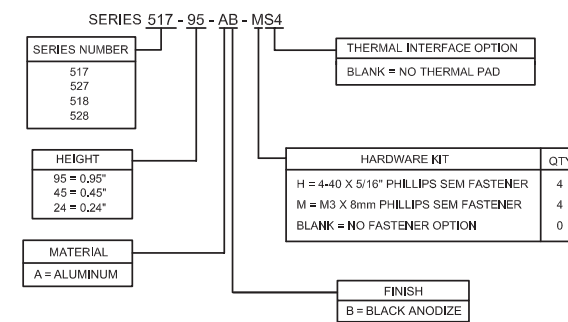 SERIES 517 - 95 - AB - MS4
SERIES NUMBER
517
527
518
528
THERMAL INTERFACE OPTION
BLANK = NO THERMAL PAD
HEIGHT
95 = 0.95"
45 = 0.45"
24 = 0.24"
HARDWARE KIT QTY
H = 4-40 X 5/16" PHILLIPS SEM FASTENER 4
M = M3 X 8mm PHILLIPS SEM FASTENER 4
BLANK = NO FASTENER OPTION 0
MATERIAL
A = ALUMINUM
FINISH
B = BLACK ANODIZE